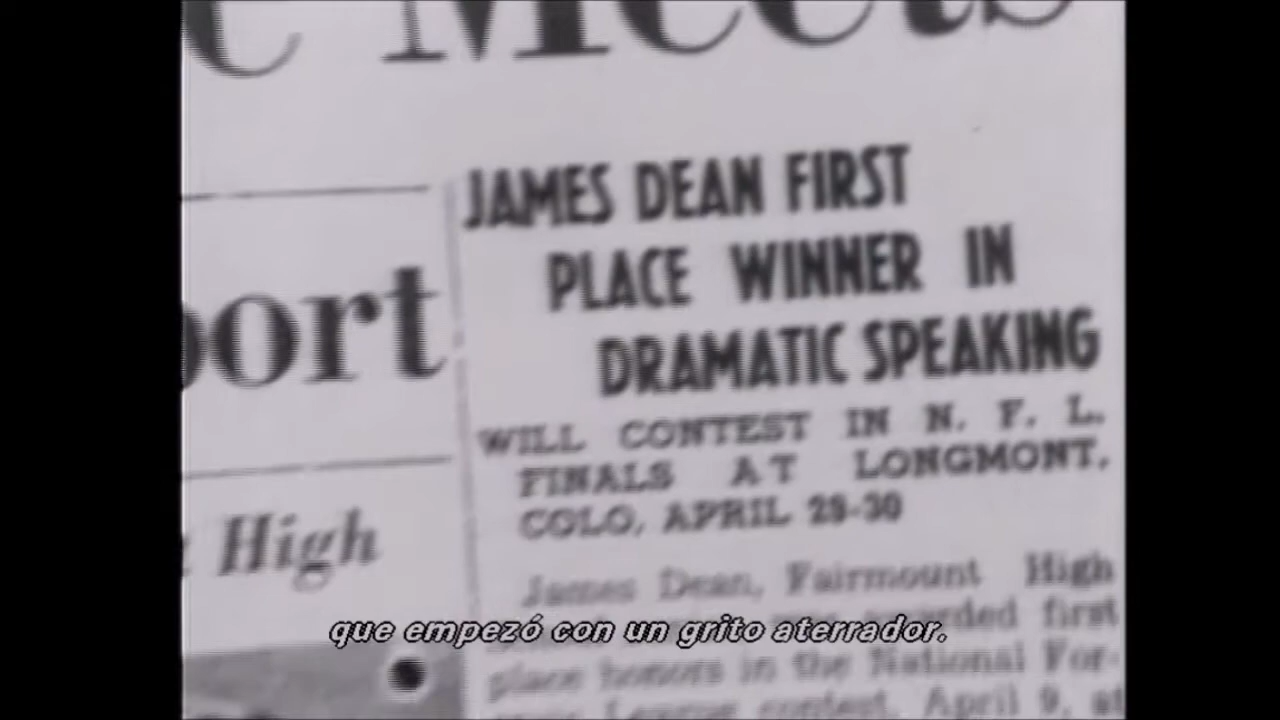 e Meets
JAMES DEAN FIRST
PLACE WINNER IN
DRAMATIC SPEAKING
WILL CONTEST IN N. F. L.
FINALS AT LONGMONT,
COLO, APRIL 28-30
port
High
James Dean, Fairmount High
awarded first
place honors in the National For-
League contest, April 9, at
que empezó con un grito aterrador.